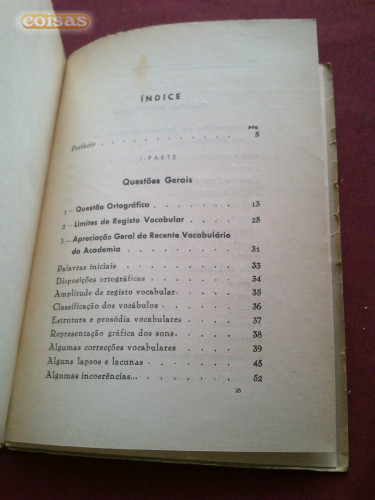 coisas
ÍNDICE
Pág.
Prefácio . . . . . . . . . . . 5
I - PARTE
Questões Gerais
1 — Questão Ortográfica . . . . 13
2 — Limites de Registo Vocabular . . . 25
3 — Apreciação Geral do Recente Vocabulário
da Academia . . . . . . 31
Palavras iniciais . . . . . . . 33
Disposições ortográficas . . . . . 34
Amplitude de registo vocabular . . . . 35
Classificação dos vocábulos . . . . . 36
Estrutura e prosódia vocabulares . . . . 37
Representação gráfica dos sons . . . . 38
Algumas correcções vocabulares . . . . 39
Alguns lapsos e lacunas . . . . . 46
Algumas incoerências . . . . . . 52
25